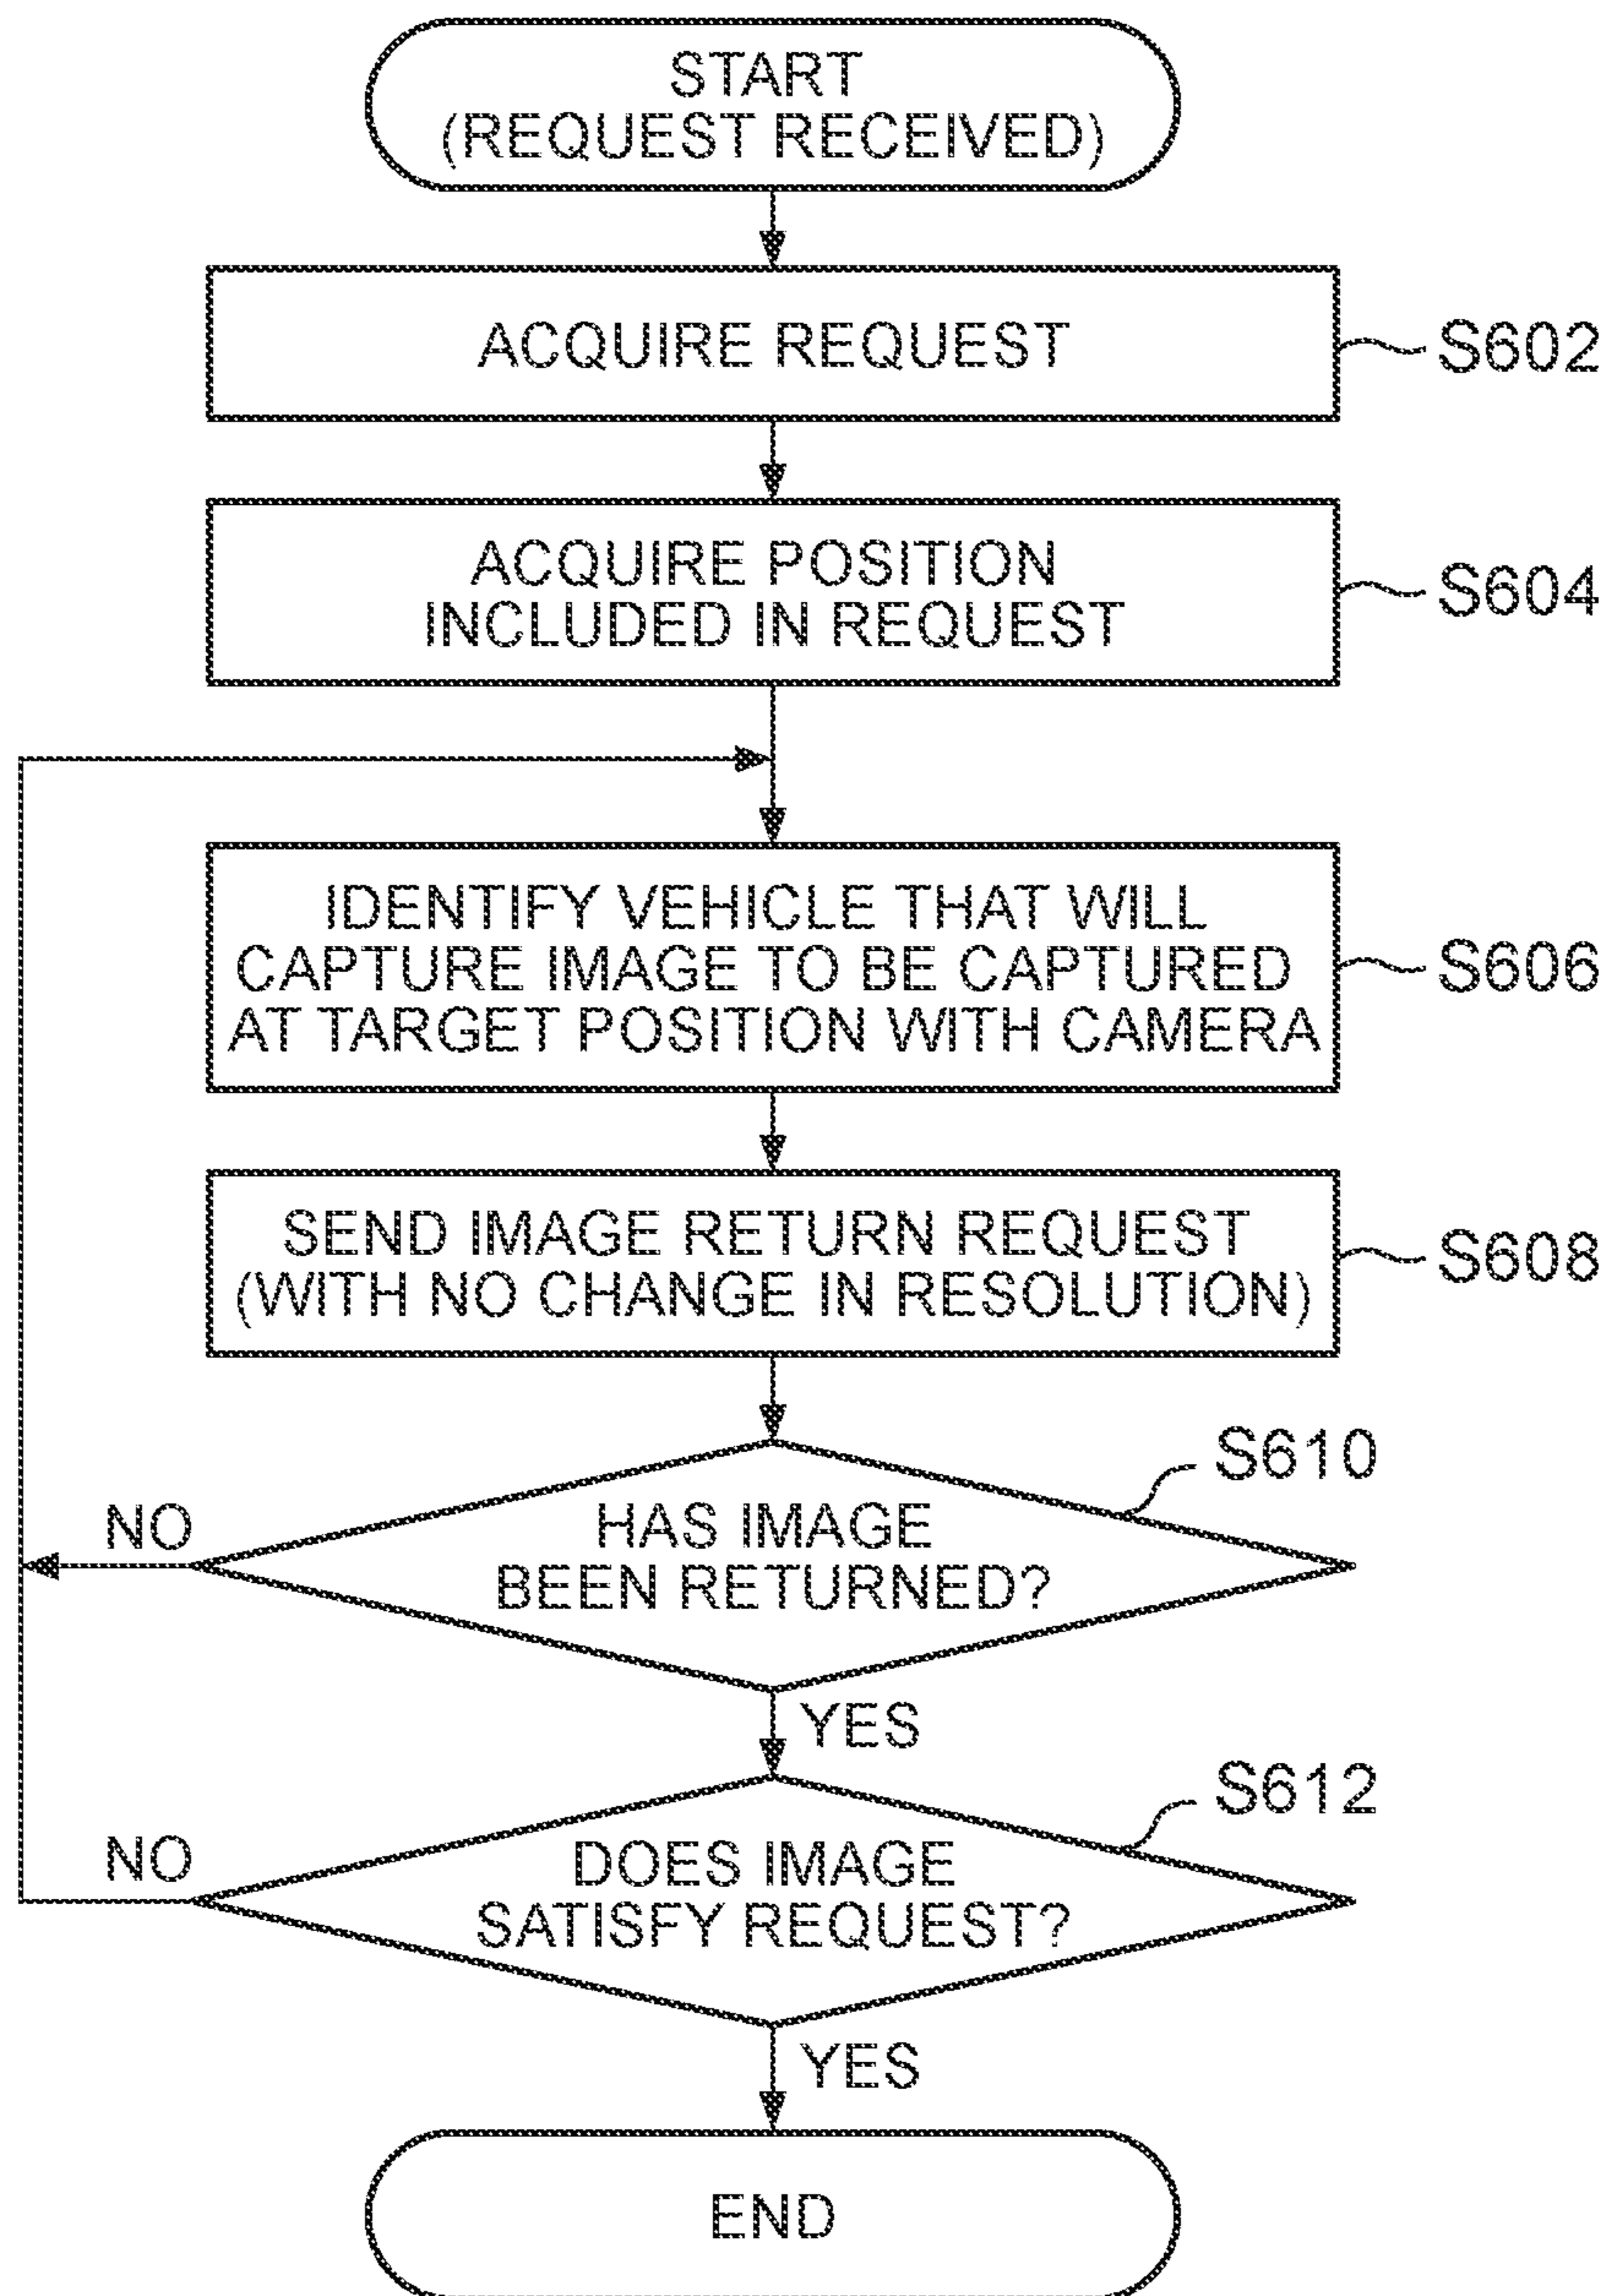 START
(REQUEST RECEIVED)
ACQUIRE REQUEST
S602
ACQUIRE POSITION
INCLUDED IN REQUEST
S604
IDENTIFY VEHICLE THAT WILL
CAPTURE IMAGE TO BE CAPTURED
AT TARGET POSITION WITH CAMERA
S606
SEND IMAGE RETURN REQUEST
(WITH NO CHANGE IN RESOLUTION)
S608
S610
NO
HAS IMAGE
BEEN RETURNED?
YES
S612
NO
DOES IMAGE
SATISFY REQUEST?
YES
END